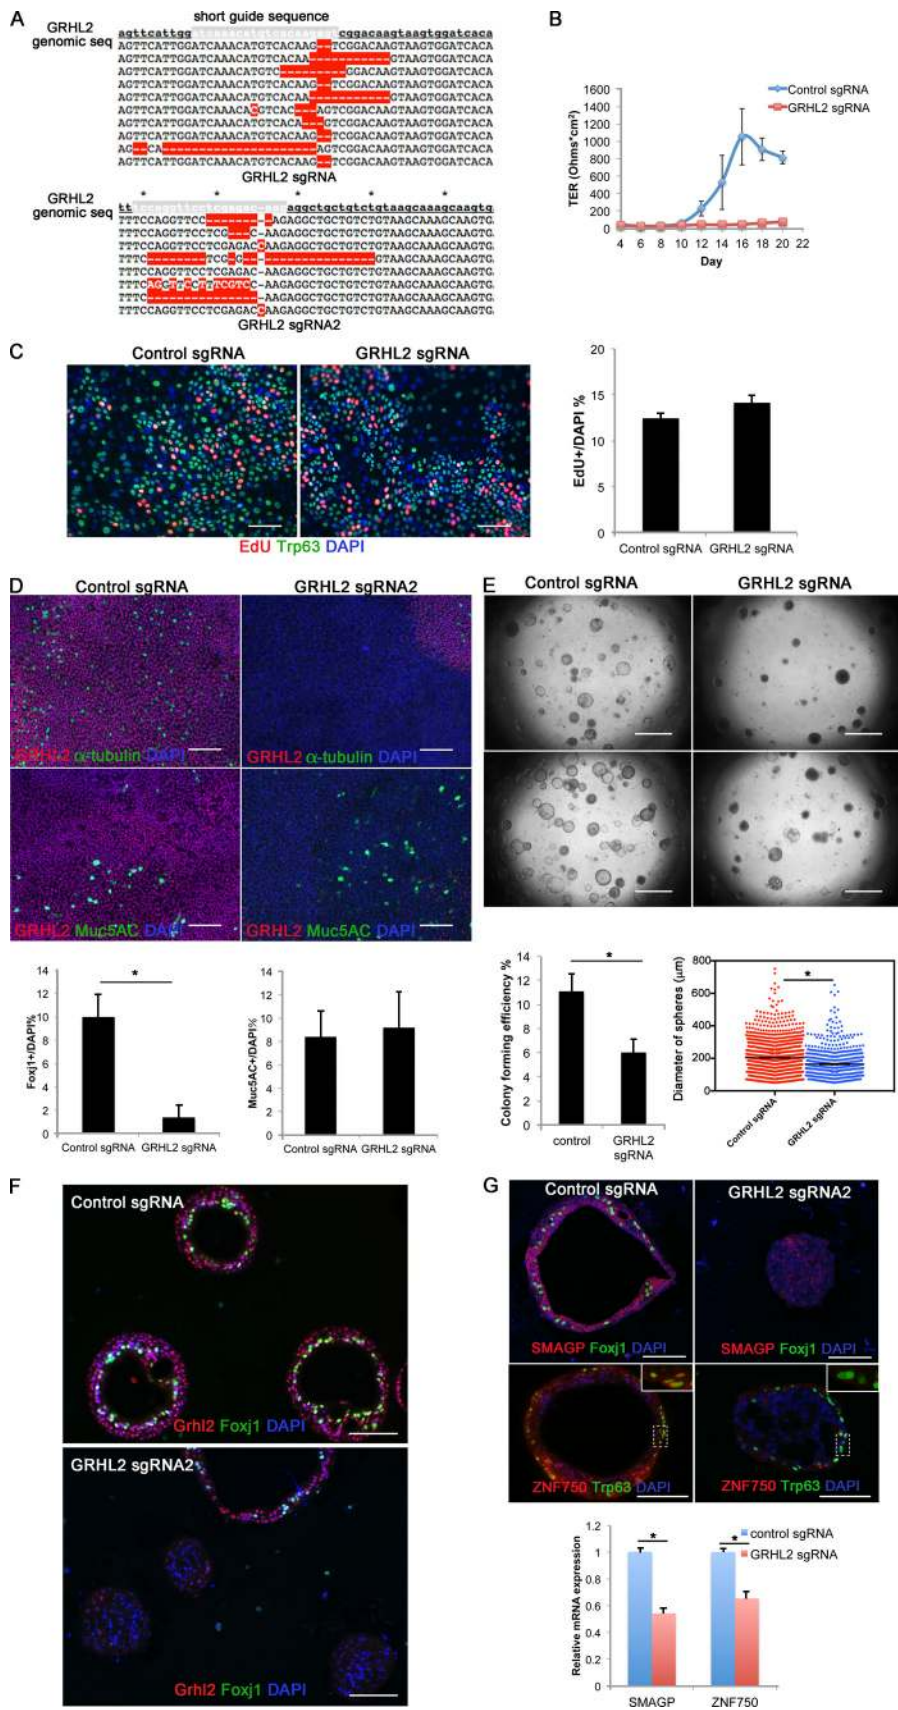 A
short guide sequence
GRHL2
genomic seq
agttcattgg cggacaagtaagtggatcaca
AGTTCATTGGATCAAACATGTCACAAG--TCGGACAAGTAAGTGGATCACA
GRHL2 sgRNA
GRHL2
genomic seq
* * * * *
aggctgctgtctgtaagcaaagcaagtg
GRHL2 sgRNA2
B
Control sgRNA
GRHL2 sgRNA
TER (Ohms*cm²)
1600
1400
1200
1000
800
600
400
200
0
4 6 8 10 12 14 16 18 20 22
Day
C
Control sgRNA GRHL2 sgRNA
EdU Trp63 DAPI
EdU+/DAPI %
20
15
10
5
0
Control sgRNA GRHL2 sgRNA
D
Control sgRNA GRHL2 sgRNA2
GRHL2 α-tubulin DAPI GRHL2 α-tubulin DAPI
GRHL2 Muc5AC DAPI GRHL2 Muc5AC DAPI
Foxj1+/DAPI%
14
12
10
8
6
4
2
0
*
Control sgRNA GRHL2 sgRNA
Muc5AC+/DAPI%
14
12
10
8
6
4
2
0
Control sgRNA GRHL2 sgRNA
E
Control sgRNA GRHL2 sgRNA
Colony forming efficiency %
14
12
10
8
6
4
2
0
*
control GRHL2
sgRNA
Diameter of spheres (μm)
800
600
400
200
0
*
Control sgRNA GRHL2 sgRNA
F
Control sgRNA
Grhl2 Foxj1 DAPI
GRHL2 sgRNA2
Grhl2 Foxj1 DAPI
G
Control sgRNA GRHL2 sgRNA2
SMAGP Foxj1 DAPI SMAGP Foxj1 DAPI
ZNF750 Trp63 DAPI ZNF750 Trp63 DAPI
Relative mRNA expression
1.2
1
0.8
0.6
0.4
0.2
0
* *
control sgRNA
GRHL2 sgRNA
SMAGP ZNF750